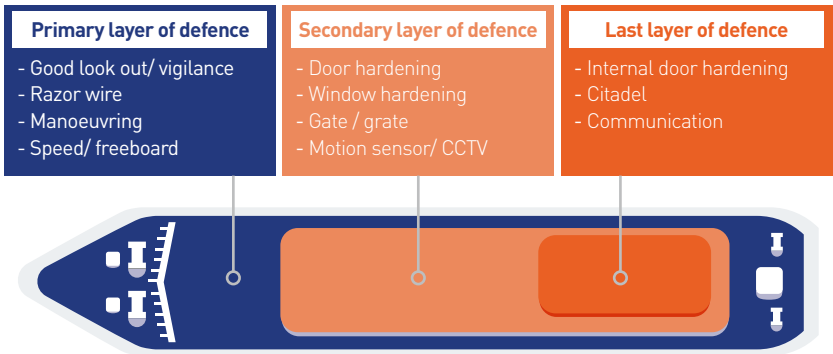 Primary layer of defence
- Good look out/ vigilance
- Razor wire
- Manoeuvring
- Speed/ freeboard
Secondary layer of defence
- Door hardening
- Window hardening
- Gate / grate
- Motion sensor/ CCTV
Last layer of defence
- Internal door hardening
- Citadel
- Communication